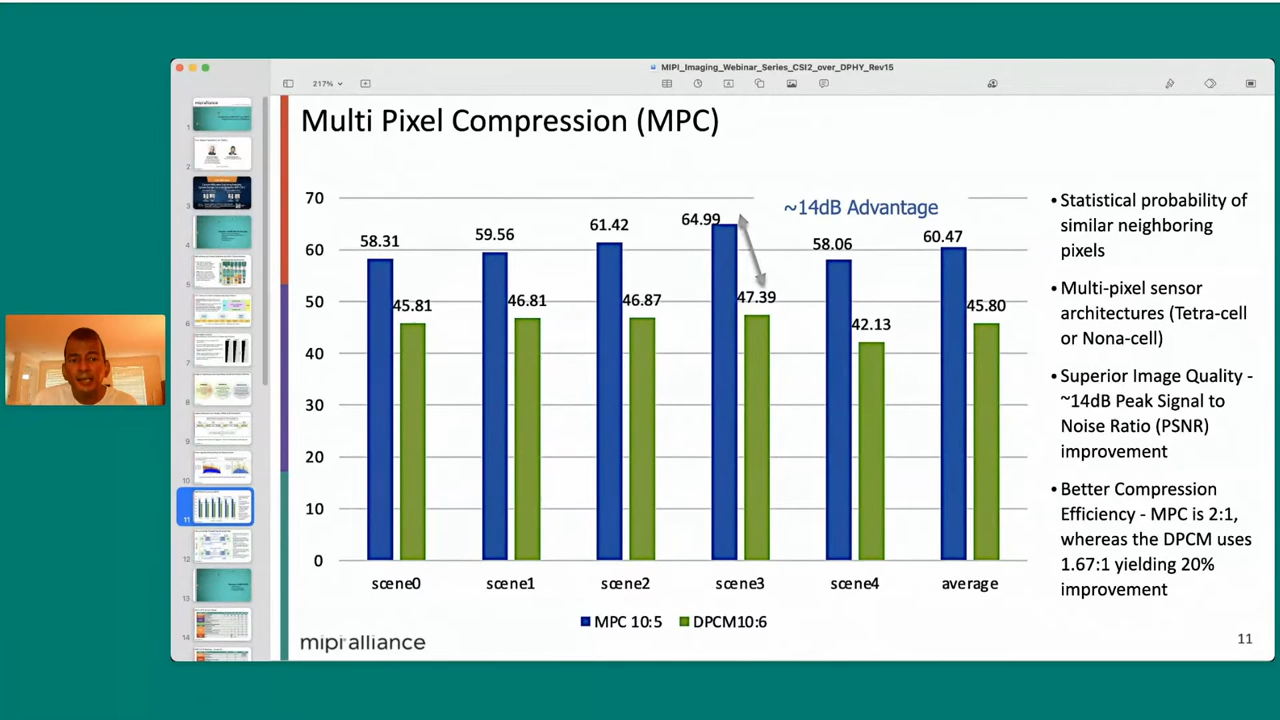 MIPI_Imaging_Webinar_Series_CSI2_over_DPHY_Rev15
217%
Multi Pixel Compression (MPC)
70
60
50
40
30
20
10
0
~14dB Advantage
58.31
45.81
59.56
46.81
61.42
46.87
64.99
47.39
58.06
42.13
60.47
45.80
scene0
scene1
scene2
scene3
scene4
average
MPC 10:5
DPCM10:6
• Statistical probability of
similar neighboring
pixels
• Multi-pixel sensor
architectures (Tetra-cell
or Nona-cell)
• Superior Image Quality -
~14dB Peak Signal to
Noise Ratio (PSNR)
improvement
• Better Compression
Efficiency - MPC is 2:1,
whereas the DPCM uses
1.67:1 yielding 20%
improvement
mipi alliance
11
1
2
3
4
5
6
7
8
9
10
11
12
13
14